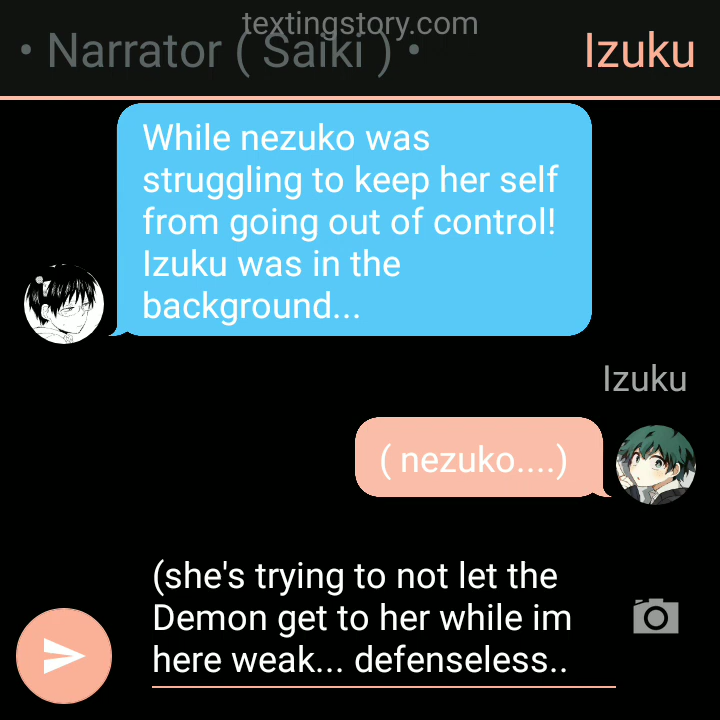 textingstory.com
• Narrator ( Saiki ) •
Izuku
While nezuko was
struggling to keep her self
from going out of control!
Izuku was in the
background...
Izuku
( nezuko....)
(she's trying to not let the
Demon get to her while im
here weak... defenseless..